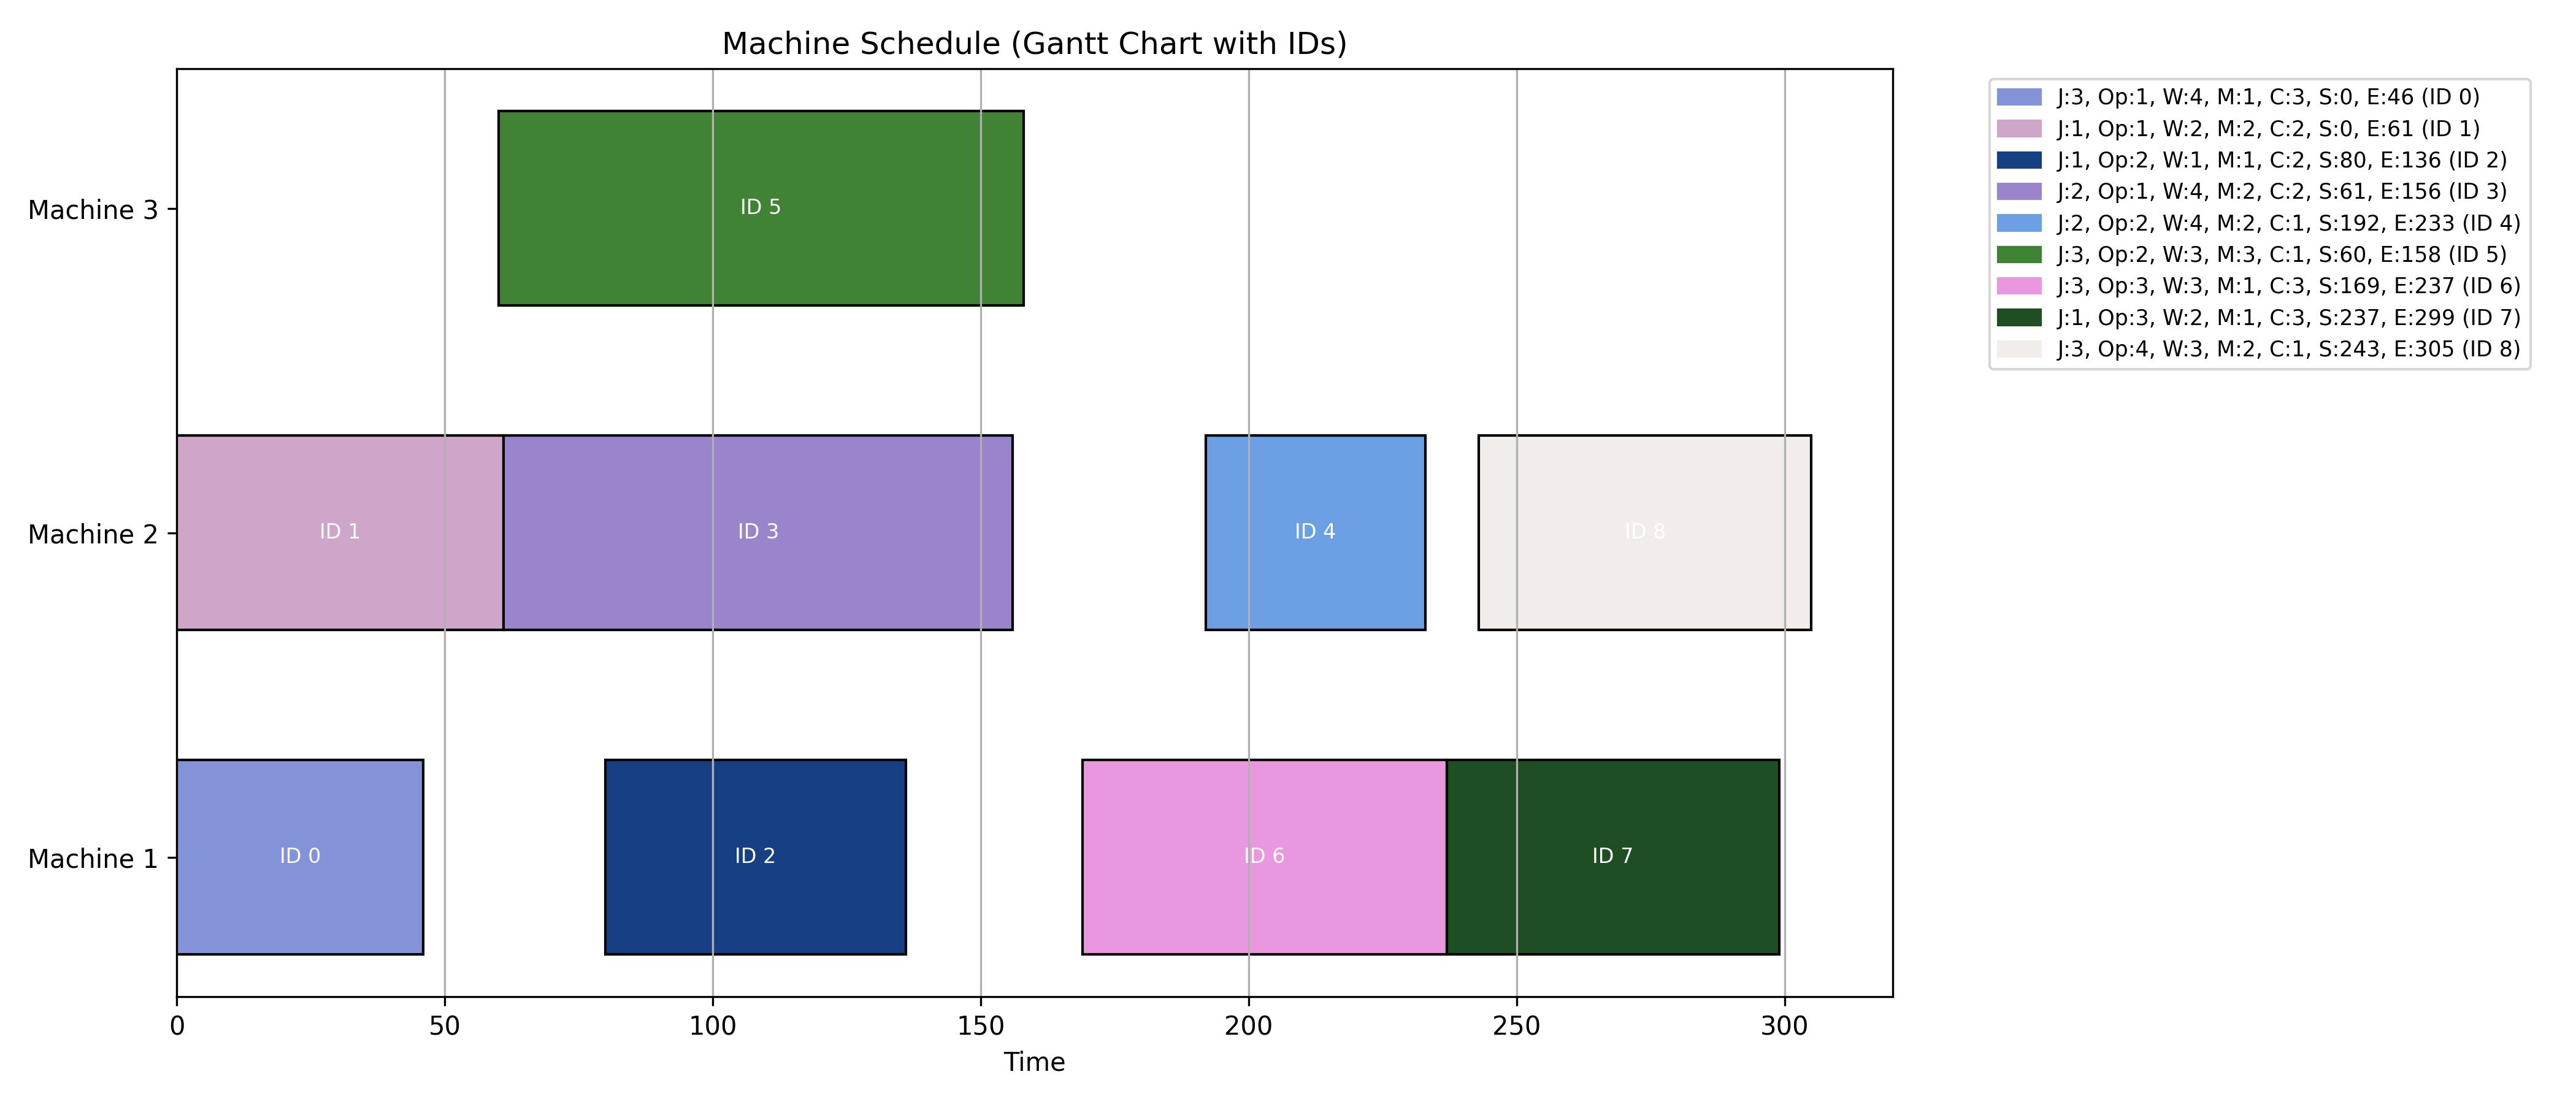 Machine Schedule (Gantt Chart with IDs)
J:3, Op:1, W:4, M:1, C:3, S:0, E:46 (ID 0)
J:1, Op:1, W:2, M:2, C:2, S:0, E:61 (ID 1)
J:1, Op:2, W:1, M:1, C:2, S:80, E:136 (ID 2)
J:2, Op:1, W:4, M:2, C:2, S:61, E:156 (ID 3)
J:2, Op:2, W:4, M:2, C:1, S:192, E:233 (ID 4)
J:3, Op:2, W:3, M:3, C:1, S:60, E:158 (ID 5)
J:3, Op:3, W:3, M:1, C:3, S:169, E:237 (ID 6)
J:1, Op:3, W:2, M:1, C:3, S:237, E:299 (ID 7)
J:3, Op:4, W:3, M:2, C:1, S:243, E:305 (ID 8)
Machine 3
ID 5
Machine 2
ID 1
ID 3
ID 4
ID 8
Machine 1
ID 0
ID 2
ID 6
ID 7
0
50
100
150
200
250
300
Time